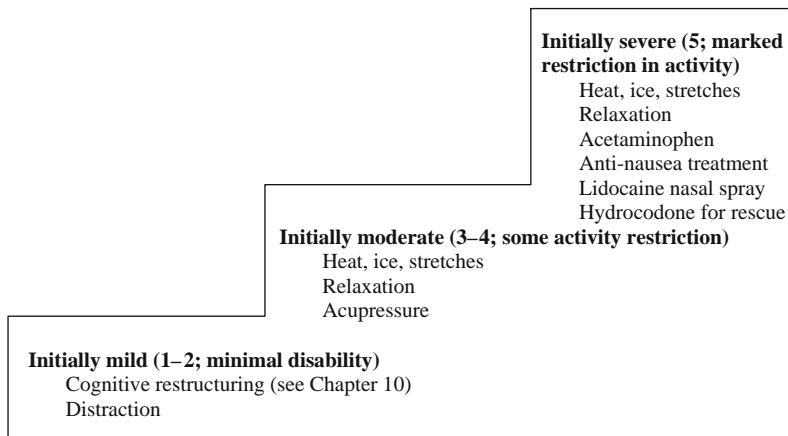 Initially severe (5; marked
restriction in activity)
Heat, ice, stretches
Relaxation
Acetaminophen
Anti-nausea treatment
Lidocaine nasal spray
Hydrocodone for rescue
Initially moderate (3–4; some activity restriction)
Heat, ice, stretches
Relaxation
Acupressure
Initially mild (1–2; minimal disability)
Cognitive restructuring (see Chapter 10)
Distraction